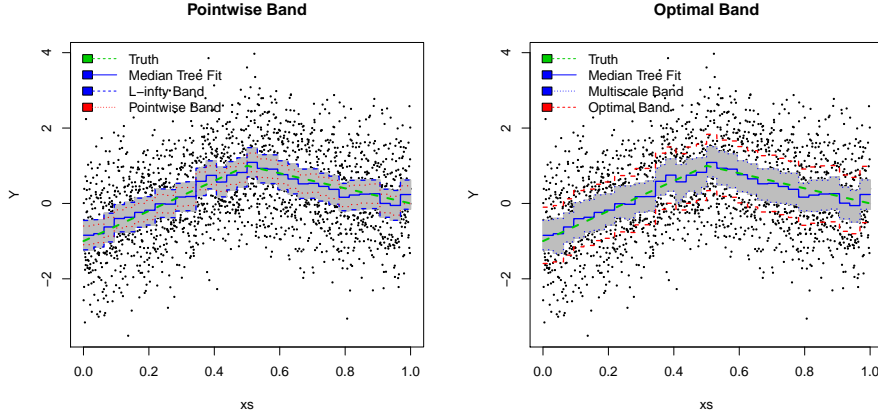 Pointwise Band
Truth
Median Tree Fit
L−infty Band
Pointwise Band
Y
4
2
0
−2
0.0 0.2 0.4 0.6 0.8 1.0
xs
Optimal Band
Truth
Median Tree Fit
Multiscale Band
Optimal Band
Y
4
2
0
−2
0.0 0.2 0.4 0.6 0.8 1.0
xs